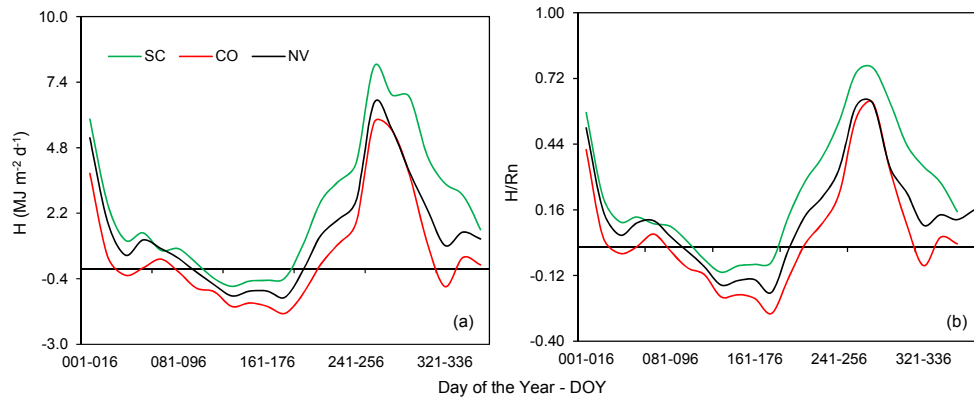 10.0
7.4
4.8
2.2
-0.4
-3.0
H (MJ m⁻² d⁻¹)
SC CO NV
(a)
001-016 081-096 161-176 241-256 321-336
1.00
0.72
0.44
0.16
-0.12
-0.40
H/Rn
(b)
001-016 081-096 161-176 241-256 321-336
Day of the Year - DOY